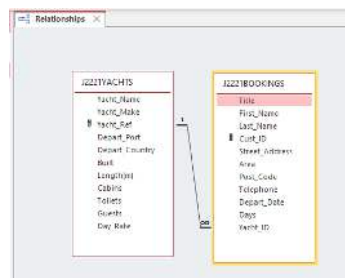 Relationships
J2221YACHTS
Yacht_Name
Yacht_Make
Yacht_Ref
Depart_Port
Depart_Country
Built
Length(m)
Cabins
Toilets
Guests
Day_Rate
1
∞
J2221BOOKINGS
Title
First_Name
Last_Name
Cust_ID
Street_Address
Area
Post_Code
Telephone
Depart_Date
Days
Yacht_ID